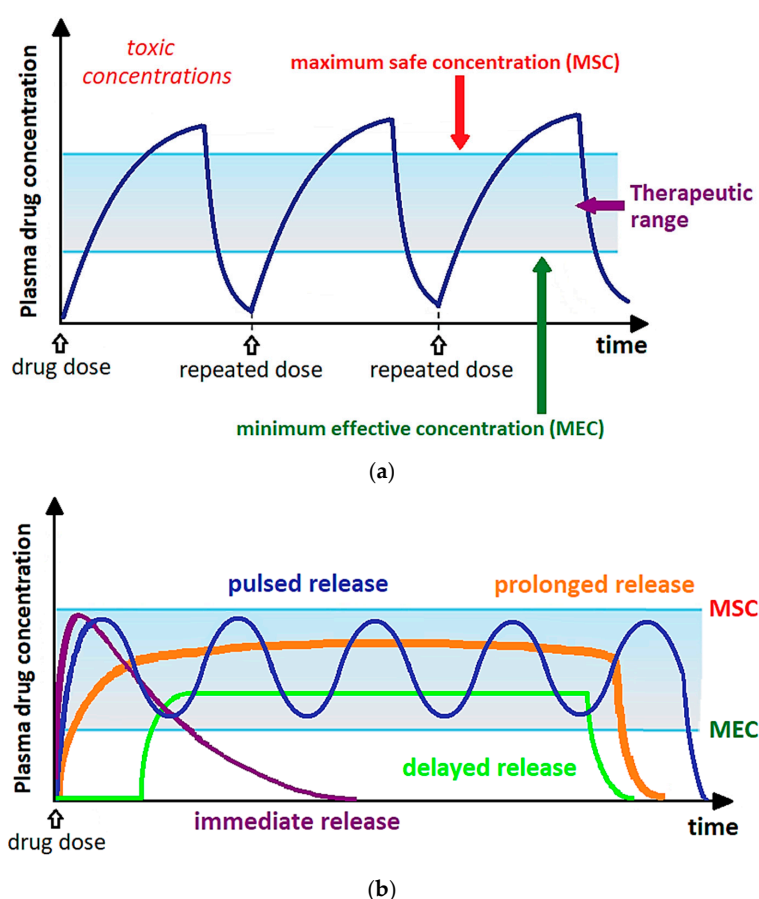 toxic
concentrations
maximum safe concentration (MSC)
Plasma drug concentration
Therapeutic
range
time
drug dose
repeated dose
repeated dose
minimum effective concentration (MEC)
(a)
Plasma drug concentration
pulsed release
prolonged release
MSC
MEC
delayed release
immediate release
time
drug dose
(b)